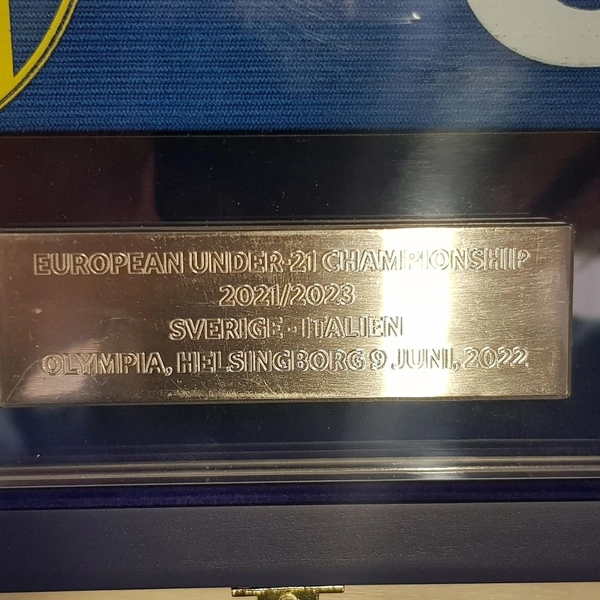 EUROPEAN UNDER-21 CHAMPIONSHIP
2021/2023
SVERIGE - ITALIEN
OLYMPIA, HELSINGBORG 9 JUNI, 2022